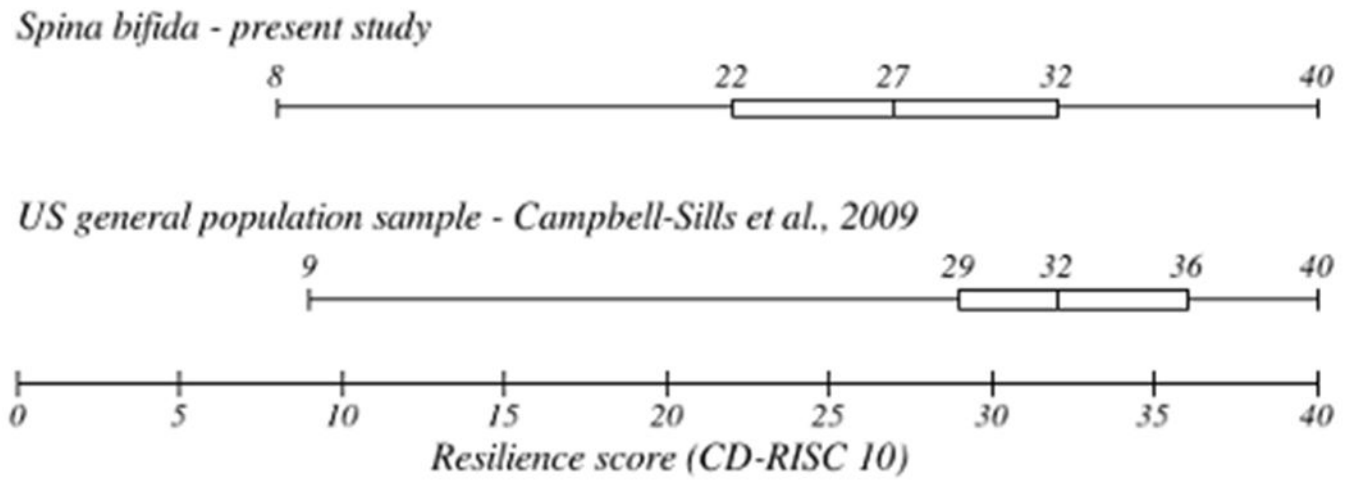 Spina bifida - present study
8 22 27 32 40
US general population sample - Campbell-Sills et al., 2009
9 29 32 36 40
0 5 10 15 20 25 30 35 40
Resilience score (CD-RISC 10)